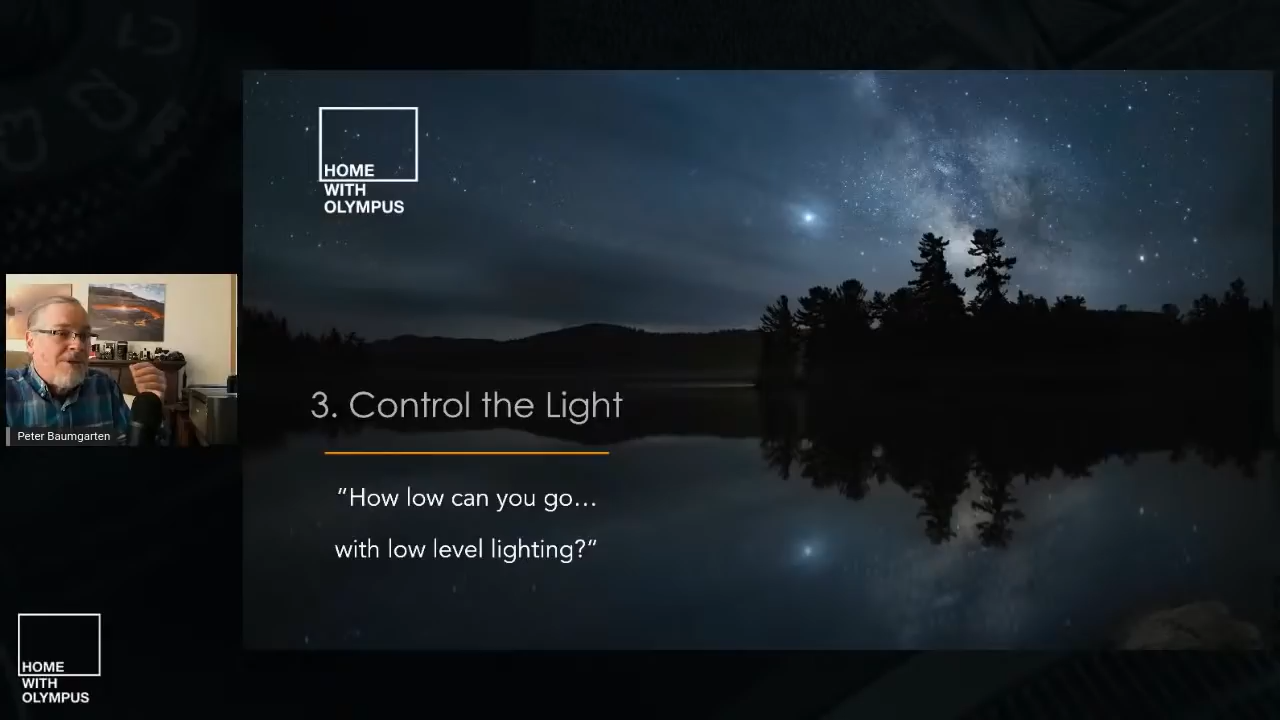 HOME
WITH
OLYMPUS
3. Control the Light
“How low can you go…
with low level lighting?”
Peter Baumgarten
HOME
WITH
OLYMPUS